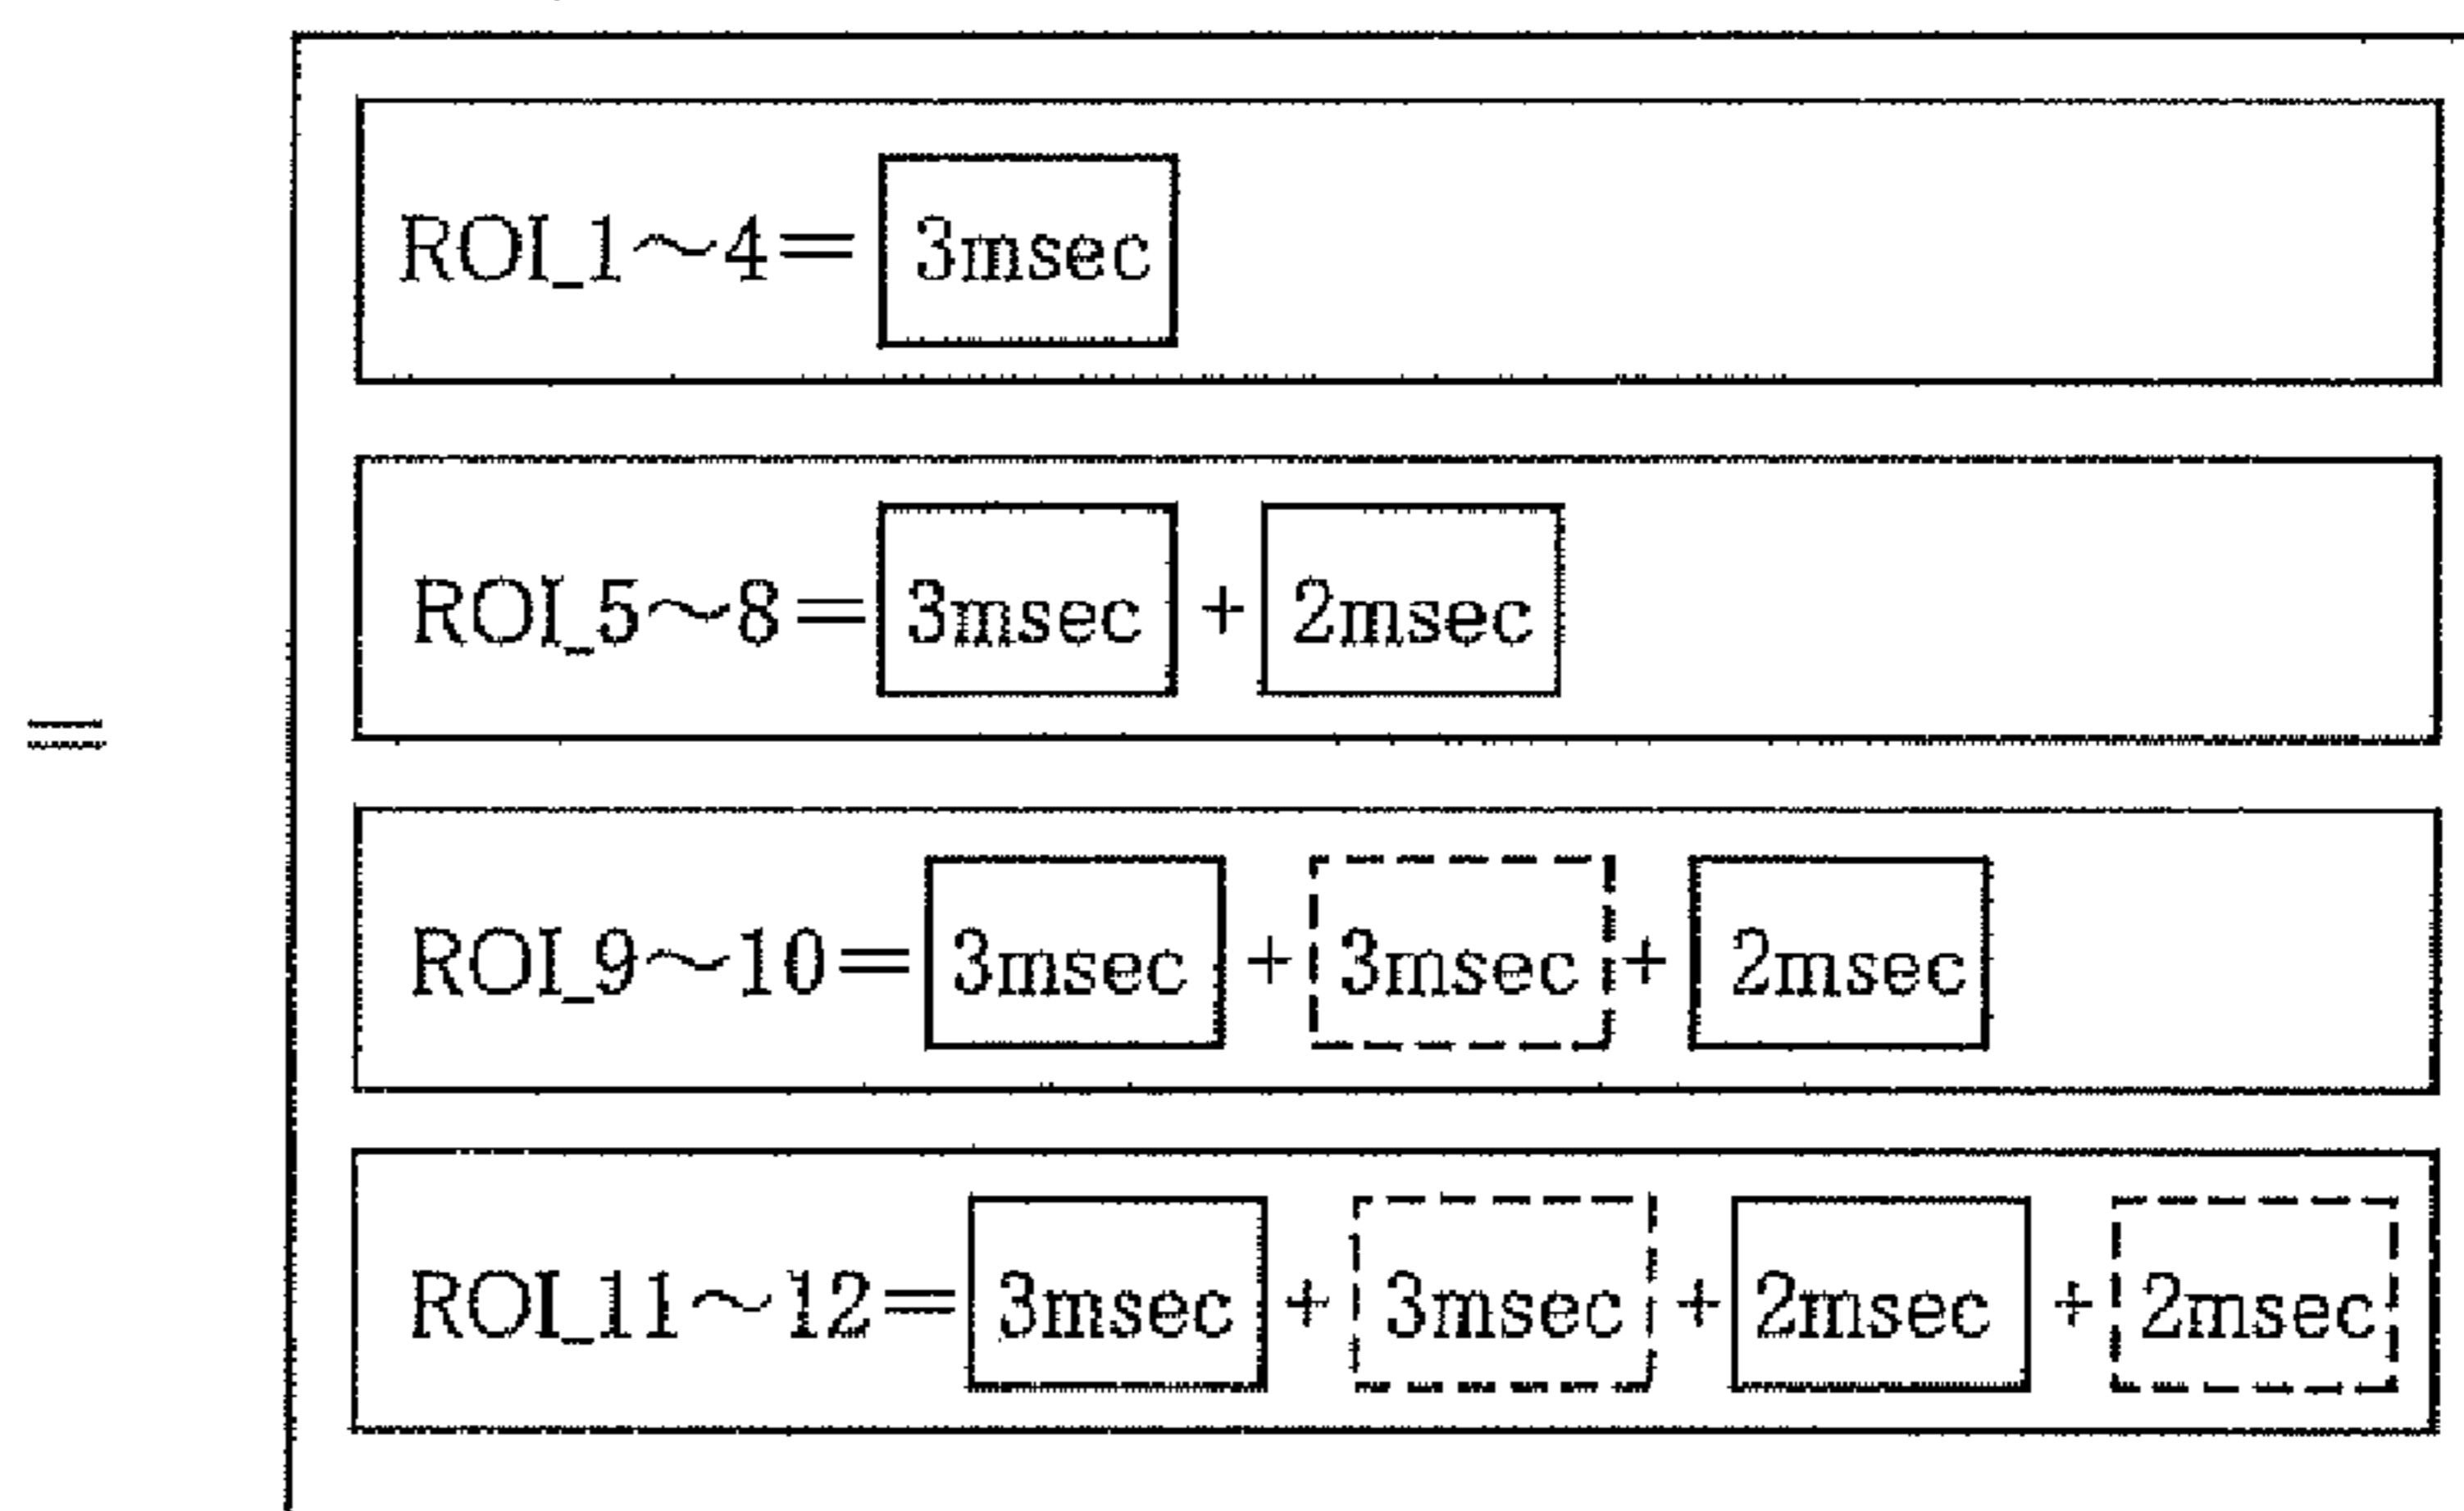 ROI_1～4＝ 3msec
ROI_5～8＝ 3msec + 2msec
＝
ROI_9～10＝ 3msec + 3msec + 2msec
ROI_11～12＝ 3msec + 3msec + 2msec + 2msec